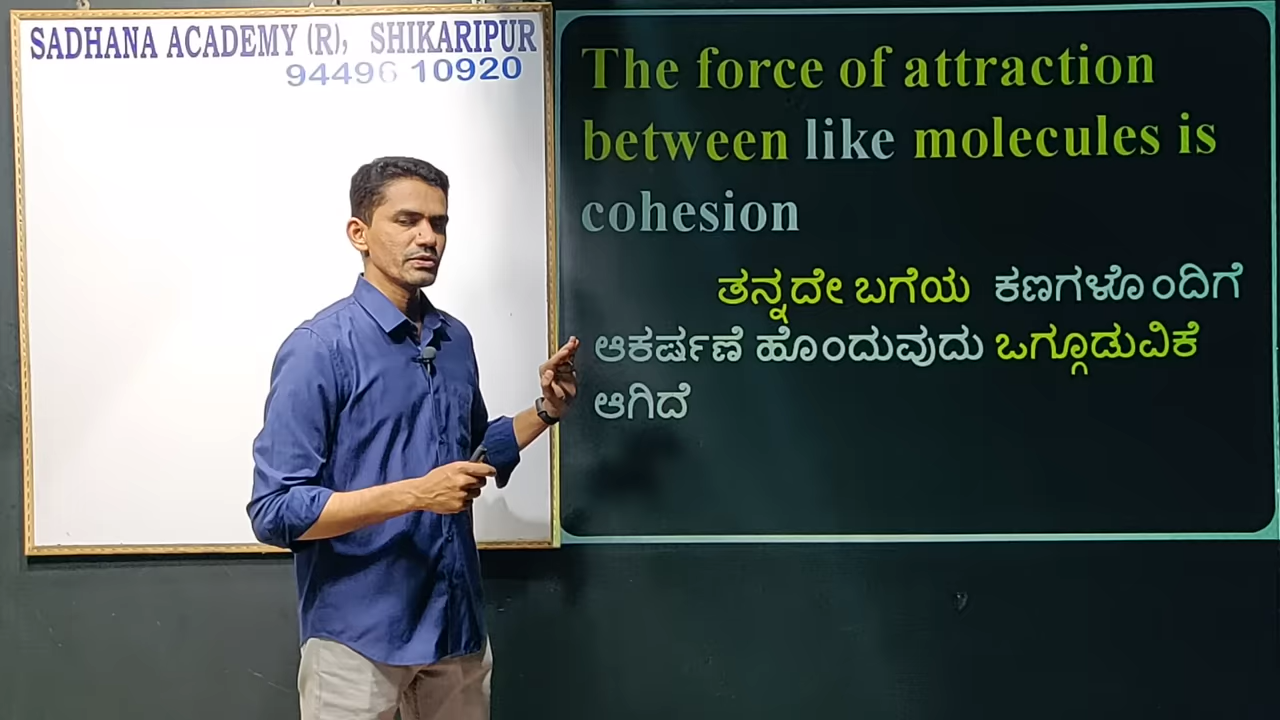 SADHANA ACADEMY (R), SHIKARIPUR
94496 10920
The force of attraction
between like molecules is
cohesion
ತನ್ನದೇ ಬಗೆಯ ಕಣಗಳೊಂದಿಗೆ
ಆಕರ್ಷಣೆ ಹೊಂದುವುದು ಒಗ್ಗೂಡುವಿಕೆ
ಆಗಿದೆ